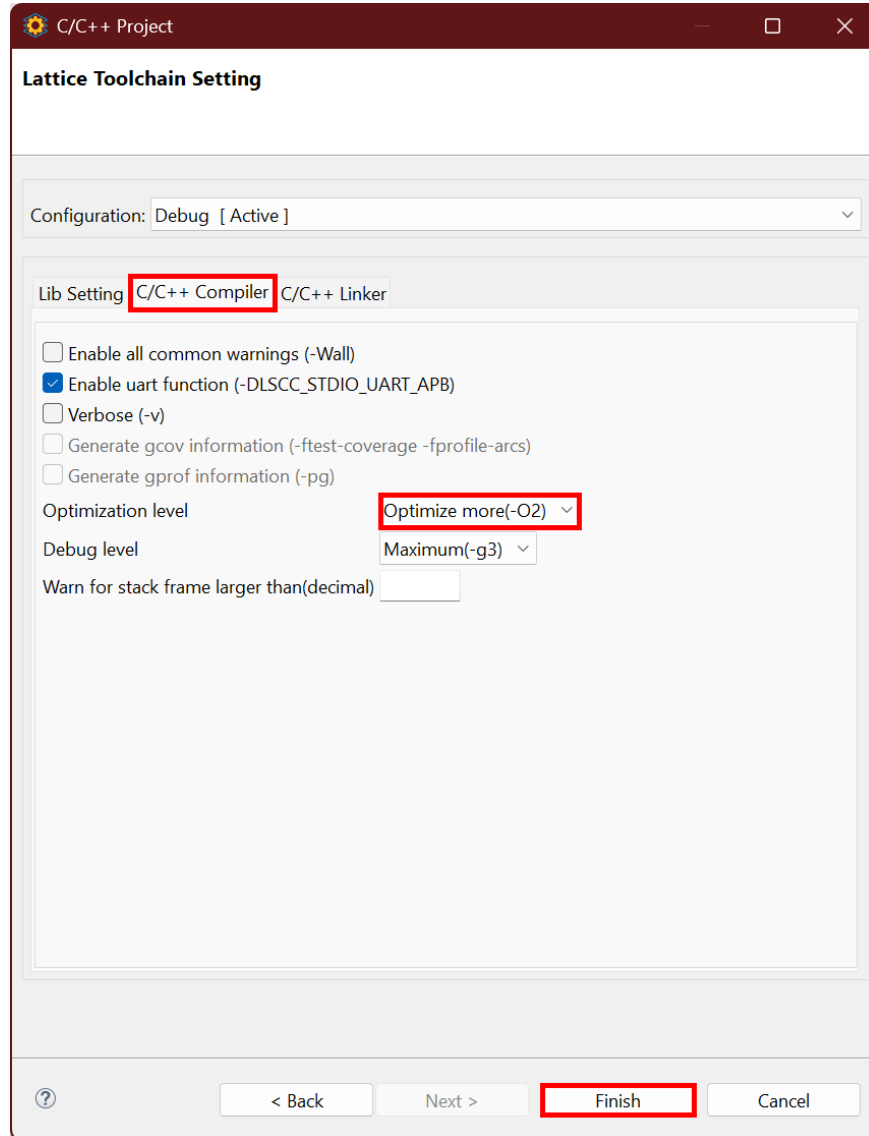 C/C++ Project
Lattice Toolchain Setting
Configuration: Debug [ Active ]
Lib Setting C/C++ Compiler C/C++ Linker
Enable all common warnings (-Wall)
Enable uart function (-DLSCC_STDIO_UART_APB)
Verbose (-v)
Generate gcov information (-ftest-coverage -fprofile-arcs)
Generate gprof information (-pg)
Optimization level Optimize more(-O2)
Debug level Maximum(-g3)
Warn for stack frame larger than(decimal)
? < Back Next > Finish Cancel